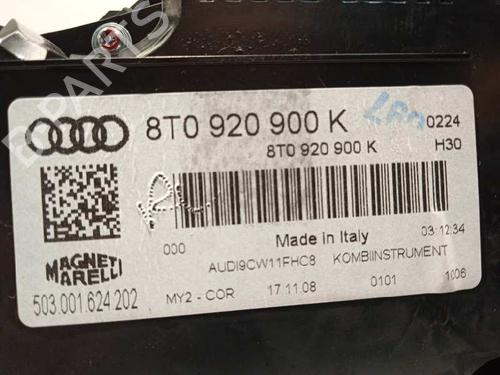 B-PARTS
8T0 920 900 K
0224
8T0 920 900 K
H30
000
Made in Italy
03:12:34
AUDI9CW11FHC8 KOMBIINSTRUMENT
MAGNETI
MARELLI
503.001.624.202
MY2 - COR 17.11.08 0101